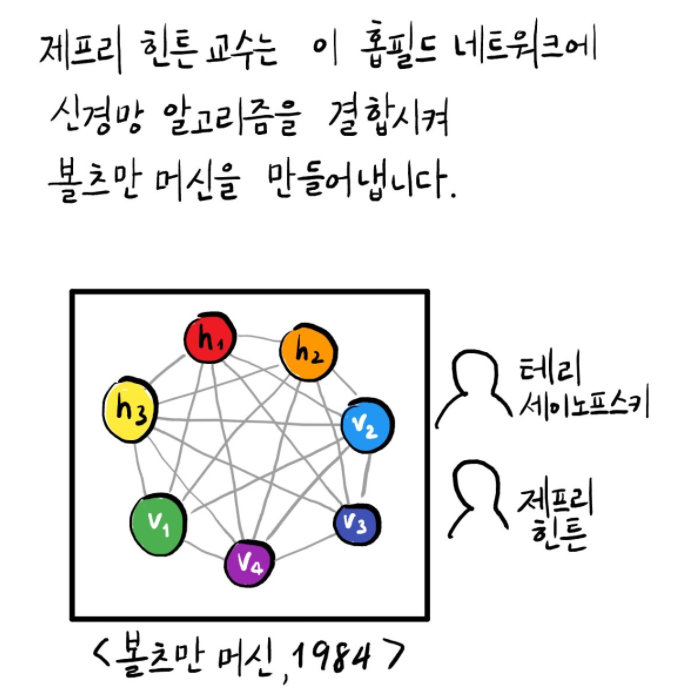 제프리 힌튼 교수는 이 홉필드 네트워크에
신경망 알고리즘을 결합시켜
볼츠만 머신을 만들어냅니다.
h1
h2
h3
v2
v1
v3
v4
테리
세이노프스키
제프리
힌튼
<볼츠만 머신, 1984>